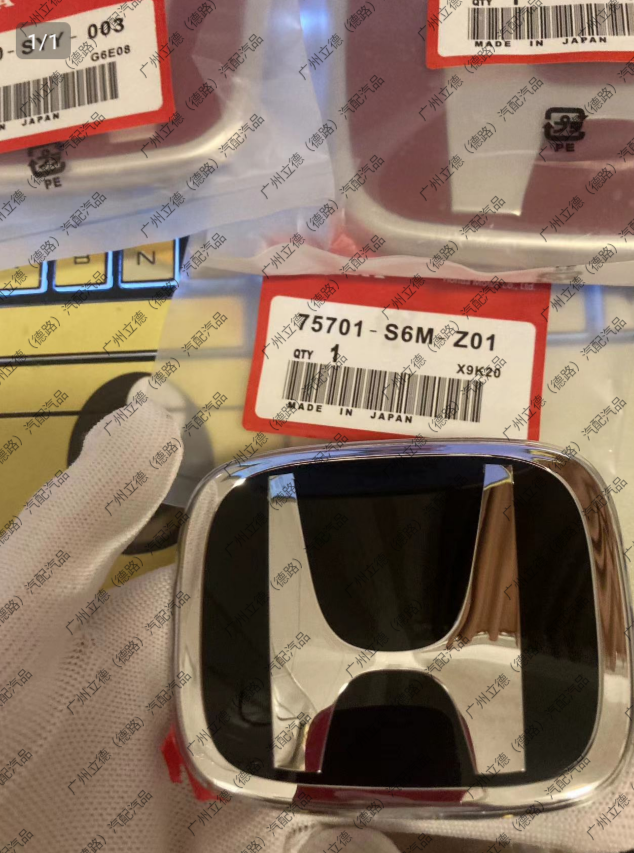 1/1
003
G6E08
N JAPAN
PE
QTY
MADE IN JAPAN
PE
B
N
75701-S6M Z01
QTY 1
X9K20
MADE IN JAPAN
广州立德（德路）汽配汽品